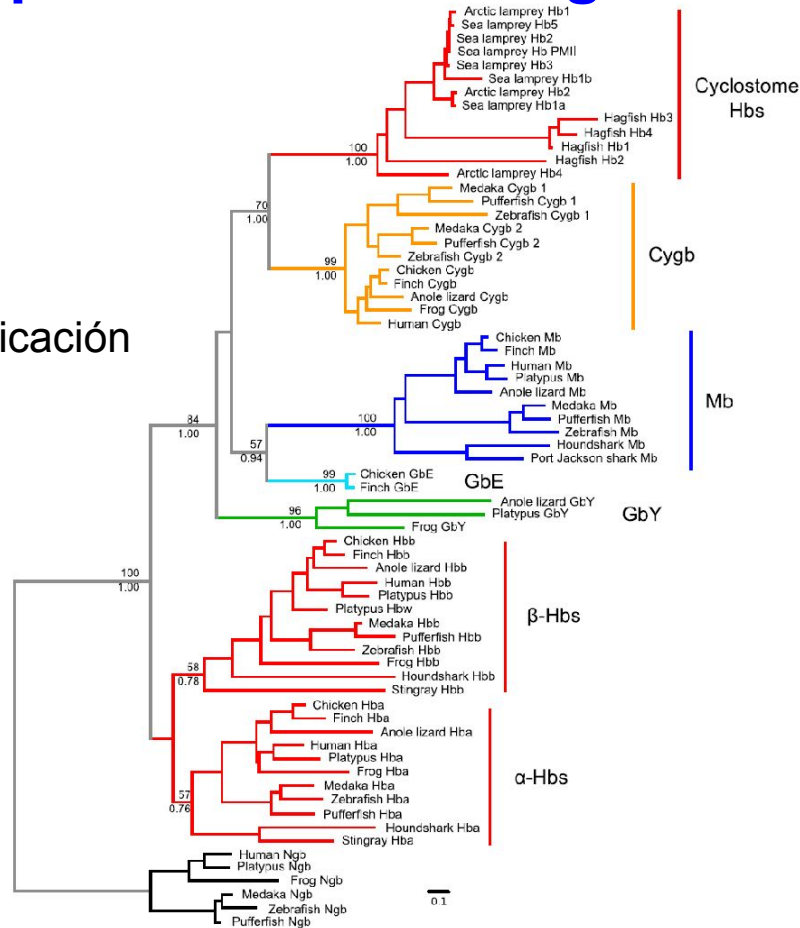 Arctic lamprey Hb1
Sea lamprey Hb5
Sea lamprey Hb2
Sea lamprey Hb PMII
Sea lamprey Hb3
Sea lamprey Hb1b
Arctic lamprey Hb2
Sea lamprey Hb1a
Cyclostome
Hbs
Hagfish Hb3
Hagfish Hb4
Hagfish Hb1
Hagfish Hb2
100
1.00
Arctic lamprey Hb4
70
1.00
Medaka Cygb 1
Pufferfish Cygb 1
Zebrafish Cygb 1
Medaka Cygb 2
Pufferfish Cygb 2
Zebrafish Cygb 2
Cygb
99
1.00
Chicken Cygb
Finch Cygb
Anole lizard Cygb
Frog Cygb
Human Cygb
icación
Chicken Mb
Finch Mb
Human Mb
Platypus Mb
Anole lizard Mb
Mb
Medaka Mb
Pufferfish Mb
Zebrafish Mb
100
1.00
84
1.00
57
0.94
Houndshark Mb
Port Jackson shark Mb
99
1.00
Chicken GbE
Finch GbE
GbE
96
1.00
Anole lizard GbY
Platypus GbY
Frog GbY
GbY
100
1.00
Chicken Hbb
Finch Hbb
Anole lizard Hbb
Human Hbb
Platypus Hbb
Platypus Hbw
β-Hbs
Medaka Hbb
Pufferfish Hbb
Zebrafish Hbb
Frog Hbb
58
0.78
Houndshark Hbb
Stingray Hbb
Chicken Hba
Finch Hba
Anole lizard Hba
Human Hba
Platypus Hba
Frog Hba
α-Hbs
Medaka Hba
Zebrafish Hba
Pufferfish Hba
57
0.76
Houndshark Hba
Stingray Hba
Human Ngb
Platypus Ngb
Frog Ngb
Medaka Ngb
Zebrafish Ngb
Pufferfish Ngb
0.1